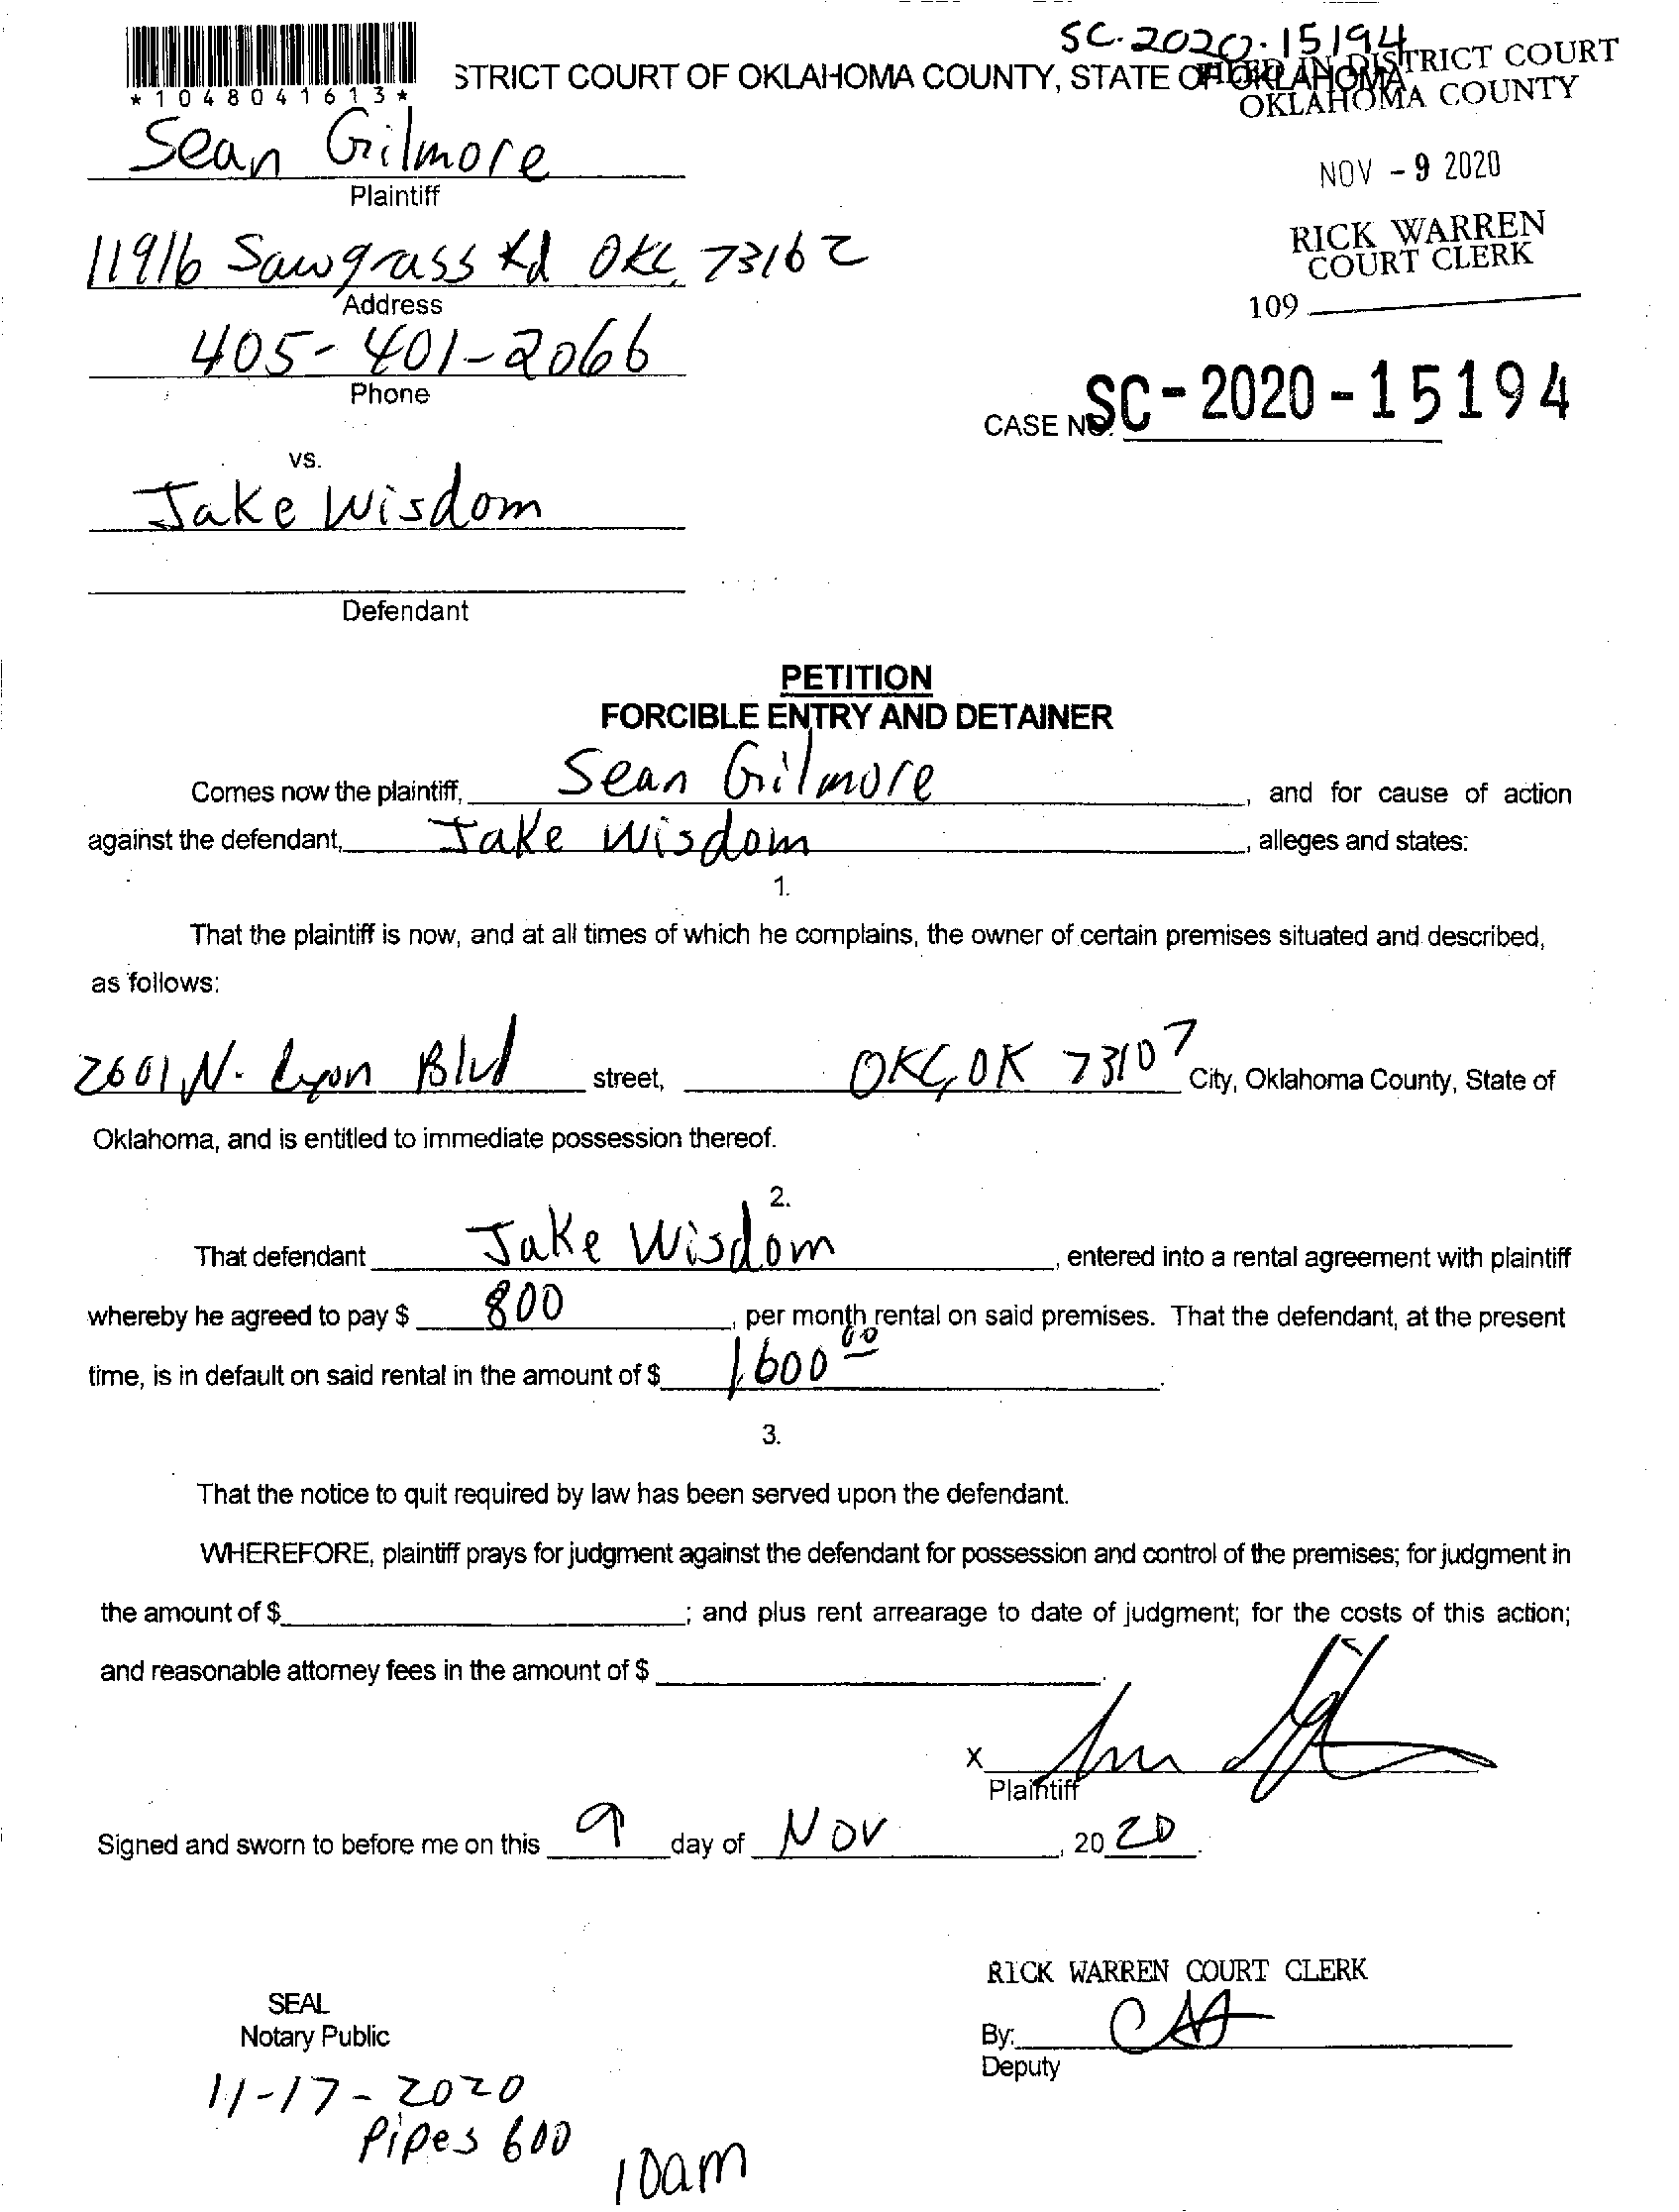 SC-2020-15194
STRICT COURT OF OKLAHOMA COUNTY, STATE OF OKLAHOMA
FILED IN DISTRICT COURT
OKLAHOMA COUNTY
*1048041613*
Sean Gilmore
Plaintiff
NOV - 9 2020
11916 Sawgrass Rd OKC, 73162
Address
RICK WARREN
COURT CLERK
109
405-401-2066
Phone
CASE NO. SC-2020-15194
vs.
Jake Wisdom
Defendant
PETITION
FORCIBLE ENTRY AND DETAINER
Comes now the plaintiff, Sean Gilmore, and for cause of action
against the defendant, Jake Wisdom, alleges and states:
1.
That the plaintiff is now, and at all times of which he complains, the owner of certain premises situated and described,
as follows:
2601 N. Lyon Blvd street, OKC, OK 73107 City, Oklahoma County, State of
Oklahoma, and is entitled to immediate possession thereof.
2.
That defendant Jake Wisdom, entered into a rental agreement with plaintiff
whereby he agreed to pay $ 800, per month rental on said premises. That the defendant, at the present
time, is in default on said rental in the amount of $ 1,600 00.
3.
That the notice to quit required by law has been served upon the defendant.
WHEREFORE, plaintiff prays for judgment against the defendant for possession and control of the premises; for judgment in
the amount of $ ; and plus rent arrearage to date of judgment; for the costs of this action;
and reasonable attorney fees in the amount of $ .
X
Plaintiff
Signed and sworn to before me on this 9 day of Nov, 20 20.
RICK WARREN COURT CLERK
SEAL
Notary Public
By:
Deputy
11-17-2020
Pipes 600
10am